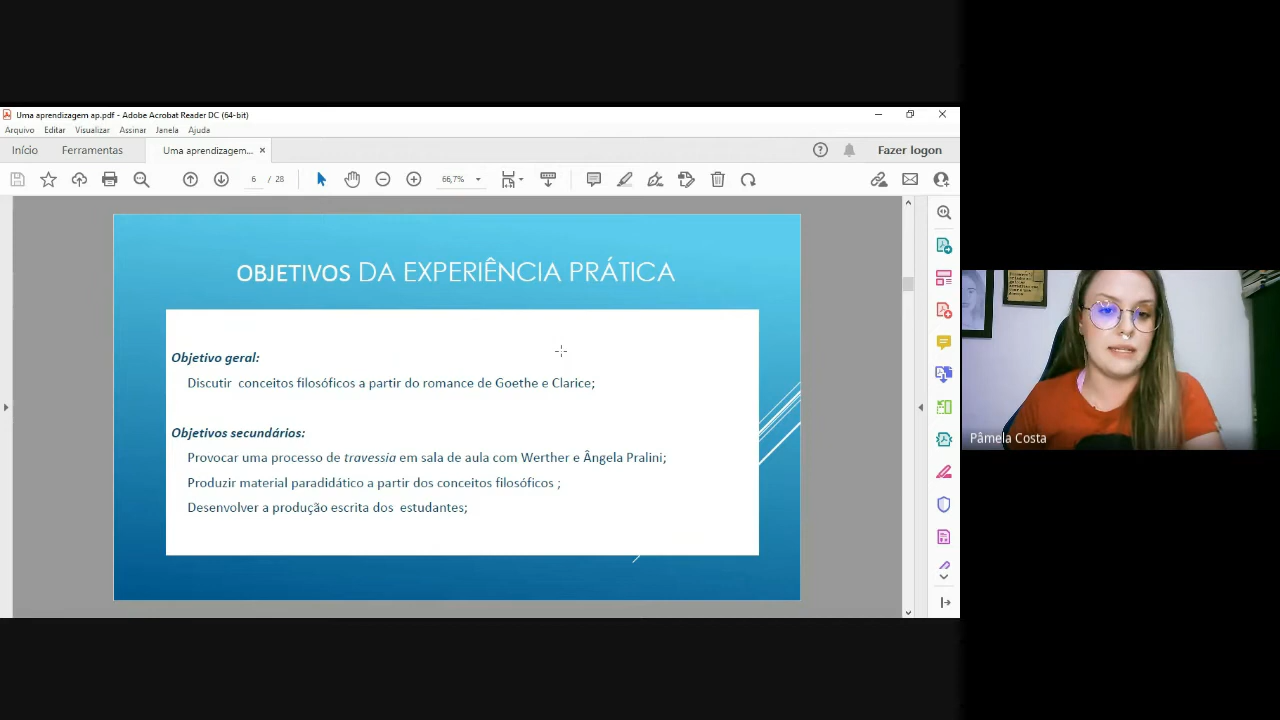 Uma aprendizagem ap.pdf - Adobe Acrobat Reader DC (64-bit)
Arquivo Editar Visualizar Assinar Janela Ajuda
Início Ferramentas Uma aprendizagem... Fazer logon
6 / 28 66,7%
OBJETIVOS DA EXPERIÊNCIA PRÁTICA
Objetivo geral:
Discutir conceitos filosóficos a partir do romance de Goethe e Clarice;
Objetivos secundários:
Provocar uma processo de travessia em sala de aula com Werther e Ângela Pralini;
Produzir material paradidático a partir dos conceitos filosóficos ;
Desenvolver a produção escrita dos estudantes;
Pâmela Costa